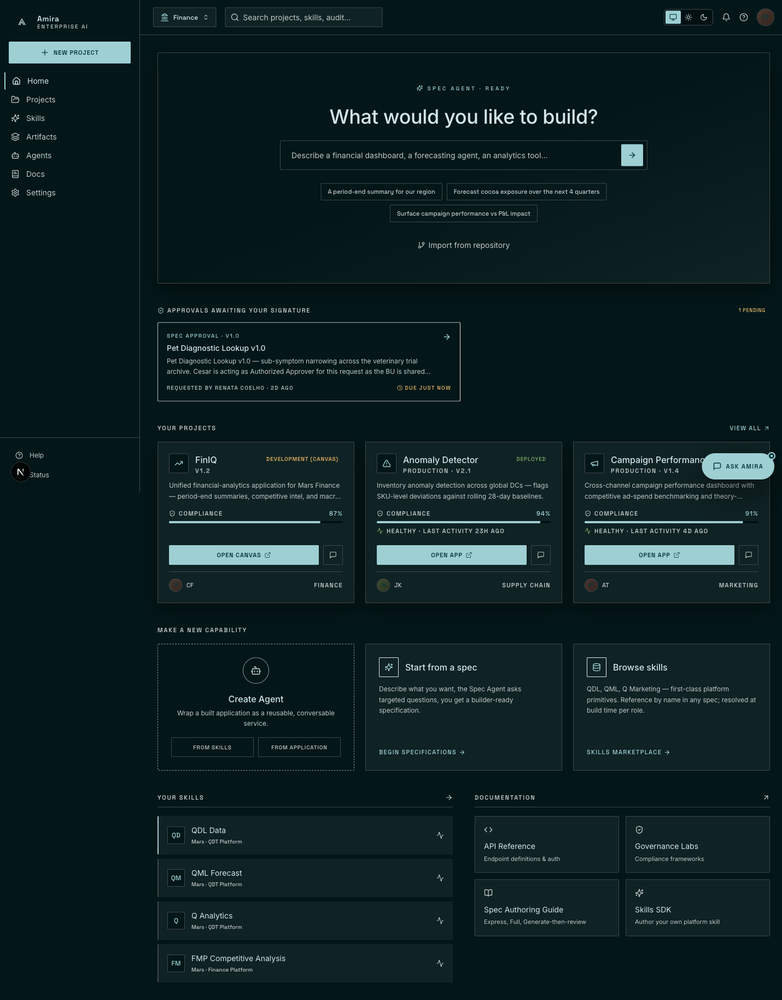 Amira
ENTERPRISE AI
NEW PROJECT
Home
Projects
Skills
Artifacts
Agents
Docs
Settings
Help
N
Status
Finance
Search projects, skills, audit...
CF
SPEC AGENT · READY
What would you like to build?
Describe a financial dashboard, a forecasting agent, an analytics tool...
A period-end summary for our region
Forecast cocoa exposure over the next 4 quarters
Surface campaign performance vs P&L impact
Import from repository
APPROVALS AWAITING YOUR SIGNATURE
1 PENDING
SPEC APPROVAL · V1.0
Pet Diagnostic Lookup v1.0
Pet Diagnostic Lookup v1.0 — sub-symptom narrowing across the veterinary trial
archive. Cesar is acting as Authorized Approver for this request as the BU is shared...
REQUESTED BY RENATA COELHO · 2D AGO
DUE JUST NOW
YOUR PROJECTS
VIEW ALL
FinIQ
DEVELOPMENT (CANVAS)
V1.2
Unified financial-analytics application for Mars Finance
— period-end summaries, competitive intel, and macr...
COMPLIANCE
87%
OPEN CANVAS
CF
CF
FINANCE
Anomaly Detector
DEPLOYED
PRODUCTION · V2.1
Inventory anomaly detection across global DCs — flags
SKU-level deviations against rolling 28-day baselines.
COMPLIANCE
94%
HEALTHY · LAST ACTIVITY 23H AGO
OPEN APP
JK
JK
SUPPLY CHAIN
Campaign Performanc
ASK AMIRA
PRODUCTION · V1.4
Cross-channel campaign performance dashboard with
competitive ad-spend benchmarking and theory-...
COMPLIANCE
91%
HEALTHY · LAST ACTIVITY 4D AGO
OPEN APP
AT
AT
MARKETING
MAKE A NEW CAPABILITY
Create Agent
Wrap a built application as a reusable, conversable
service.
FROM SKILLS
FROM APPLICATION
Start from a spec
Describe what you want, the Spec Agent asks
targeted questions, you get a builder-ready
specification.
BEGIN SPECIFICATIONS
Browse skills
QDL, QML, Q Marketing — first-class platform
primitives. Reference by name in any spec; resolved at
build time per role.
SKILLS MARKETPLACE
YOUR SKILLS
QD
QDL Data
Mars · QDT Platform
QM
QML Forecast
Mars · QDT Platform
Q
Q Analytics
Mars · QDT Platform
FM
FMP Competitive Analysis
Mars · Finance Platform
DOCUMENTATION
API Reference
Endpoint definitions & auth
Governance Labs
Compliance frameworks
Spec Authoring Guide
Express, Full, Generate-then-review
Skills SDK
Author your own platform skill